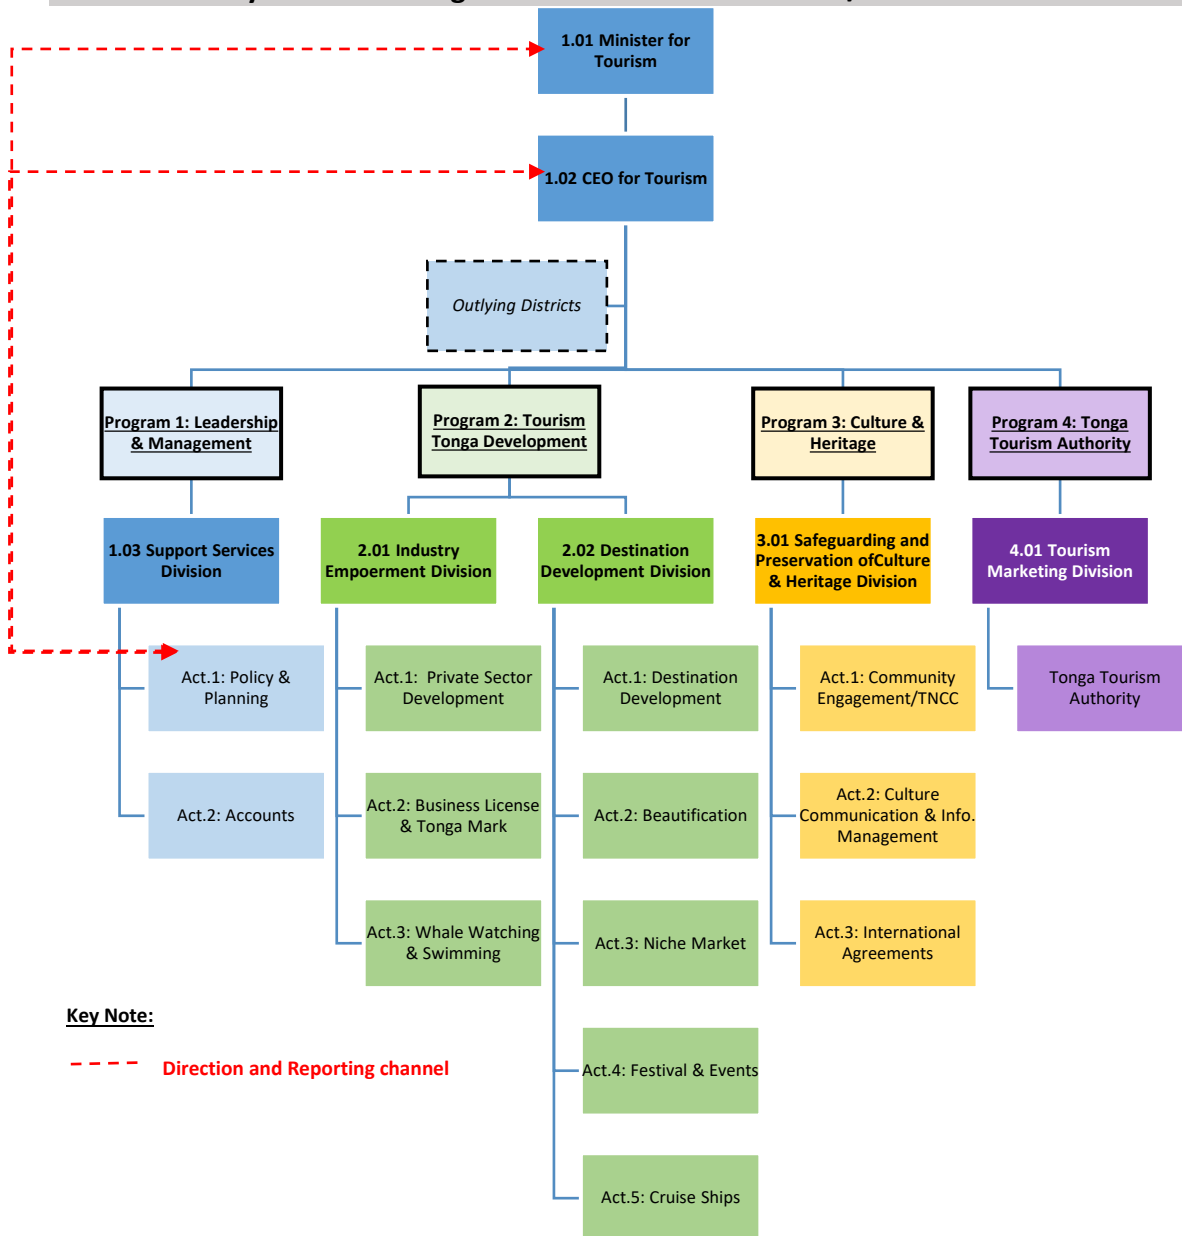 1.01 Minister for
Tourism
1.02 CEO for Tourism
Outlying Districts
Program 1: Leadership
& Management
Program 2: Tourism
Tonga Development
Program 3: Culture &
Heritage
Program 4: Tonga
Tourism Authority
1.03 Support Services
Division
2.01 Industry
Empoerment Division
2.02 Destination
Development Division
3.01 Safeguarding and
Preservation ofCulture
& Heritage Division
4.01 Tourism
Marketing Division
Act.1: Policy &
Planning
Act.1: Private Sector
Development
Act.1: Destination
Development
Act.1: Community
Engagement/TNCC
Tonga Tourism
Authority
Act.2: Accounts
Act.2: Business License
& Tonga Mark
Act.2: Beautification
Act.2: Culture
Communication & Info.
Management
Act.3: Whale Watching
& Swimming
Act.3: Niche Market
Act.3: International
Agreements
Key Note:
Direction and Reporting channel
Act.4: Festival & Events
Act.5: Cruise Ships